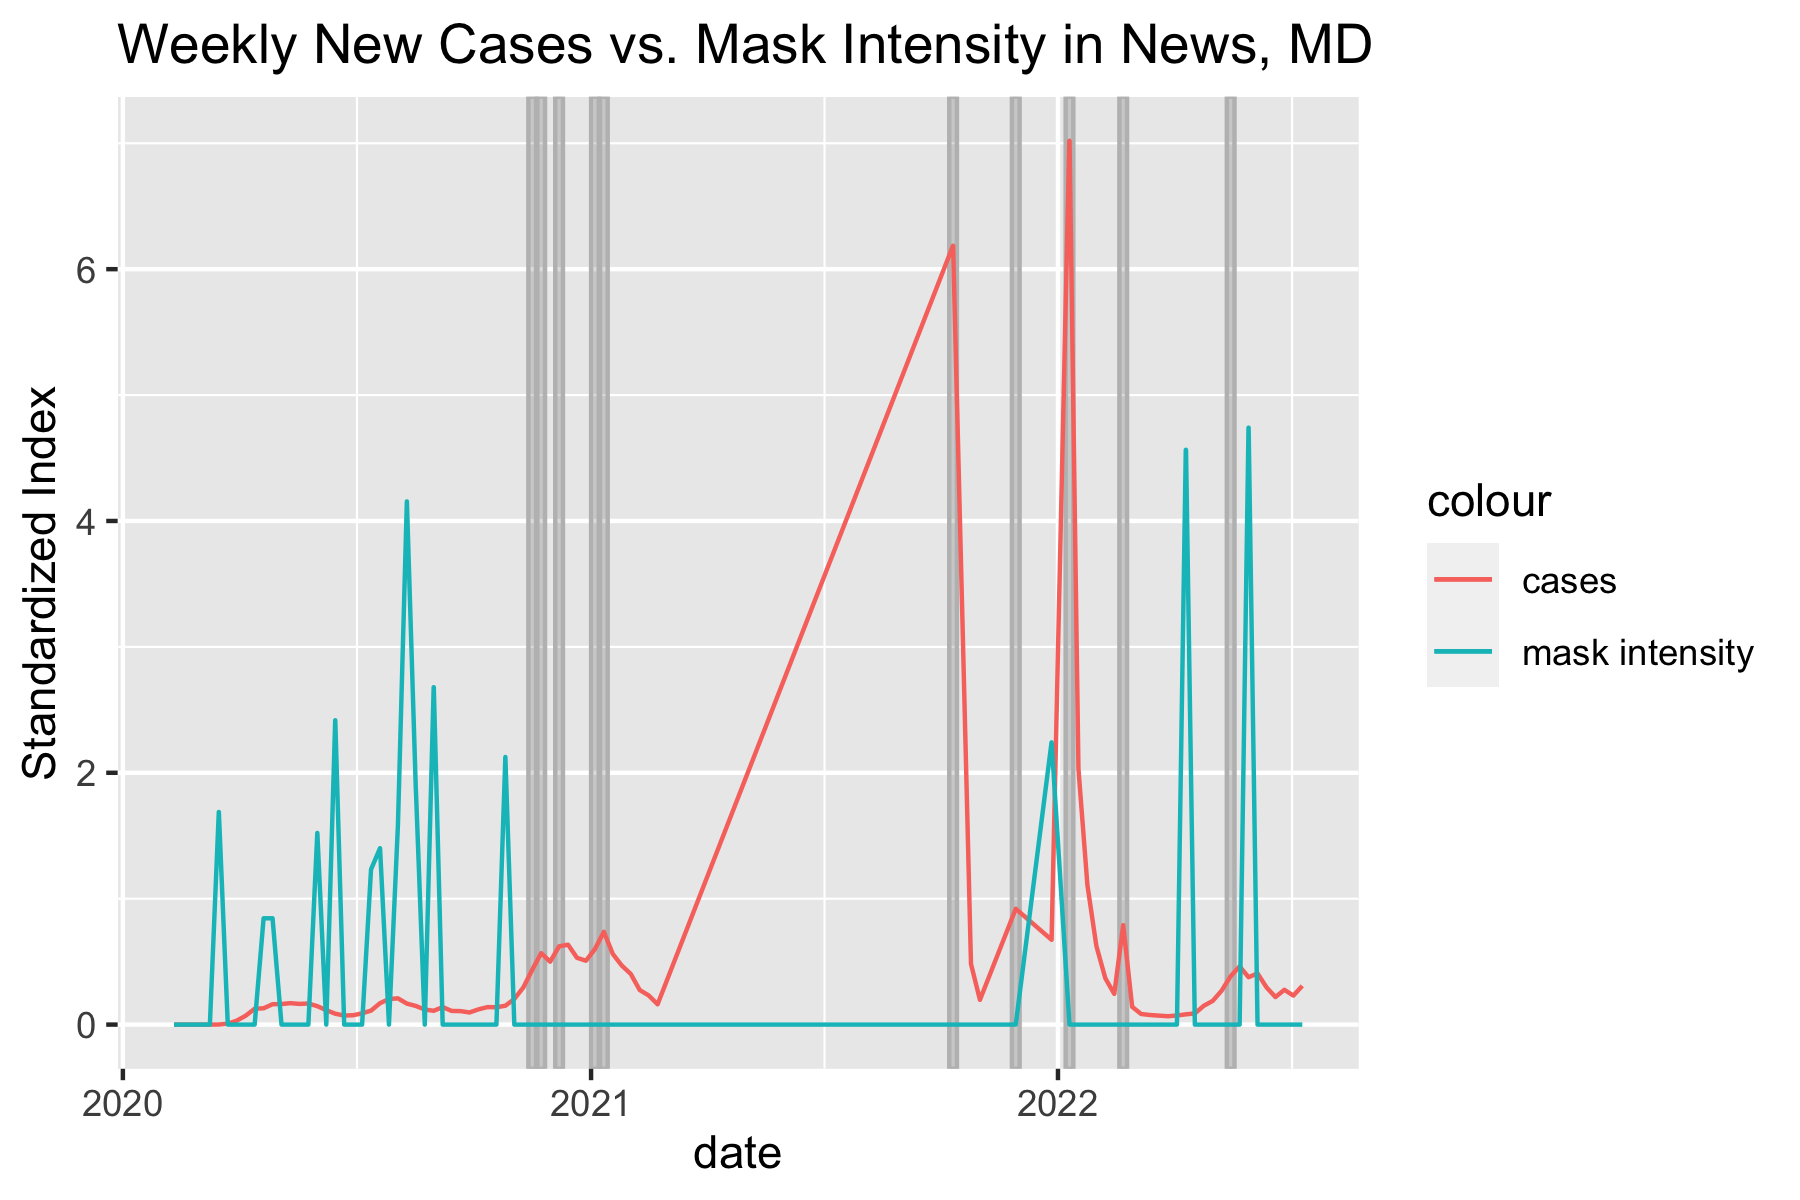 Weekly New Cases vs. Mask Intensity in News, MD
Standardized Index
6
4
2
0
2020
2021
2022
date
colour
cases
mask intensity